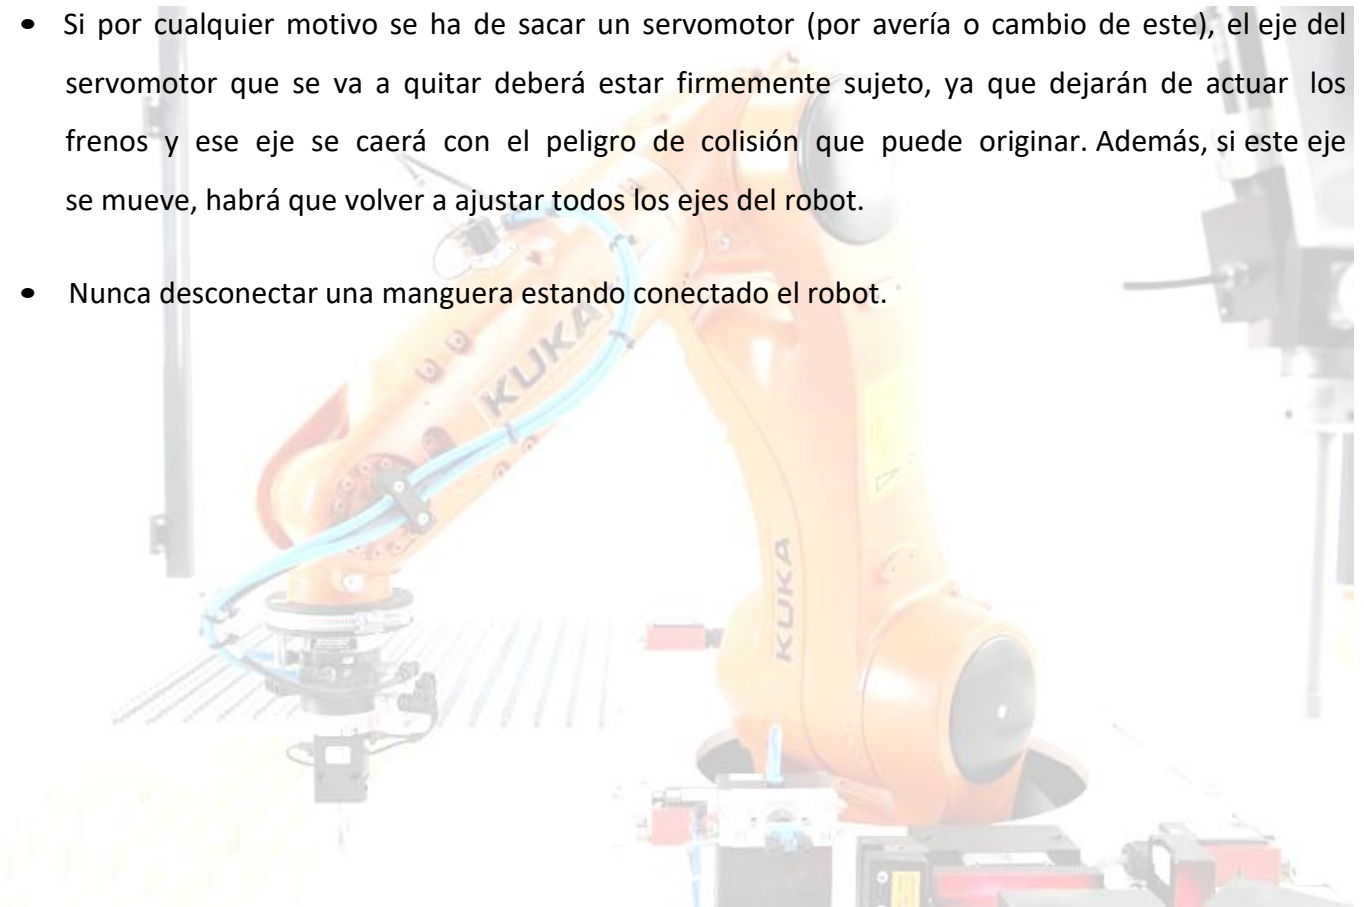 • Si por cualquier motivo se ha de sacar un servomotor (por avería o cambio de este), el eje del
servomotor que se va a quitar deberá estar firmemente sujeto, ya que dejarán de actuar los
frenos y ese eje se caerá con el peligro de colisión que puede originar. Además, si este eje
se mueve, habrá que volver a ajustar todos los ejes del robot.
• Nunca desconectar una manguera estando conectado el robot.
KUKA
KUKA